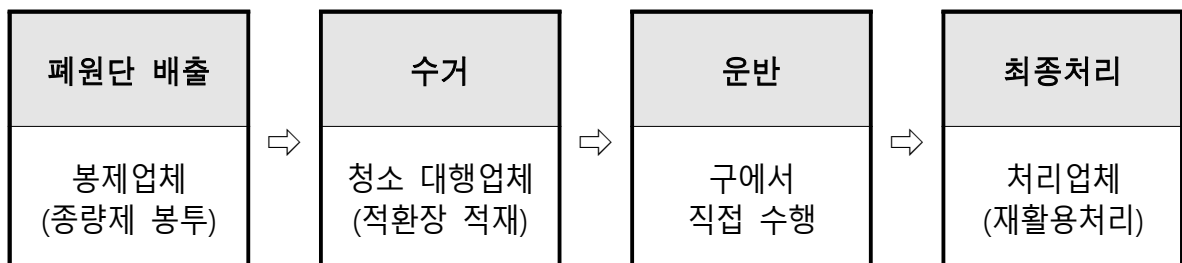 폐원단 배출
봉제업체
(종량제 봉투)
⇨
수거
청소 대행업체
(적환장 적재)
⇨
운반
구에서
직접 수행
⇨
최종처리
처리업체
(재활용처리)